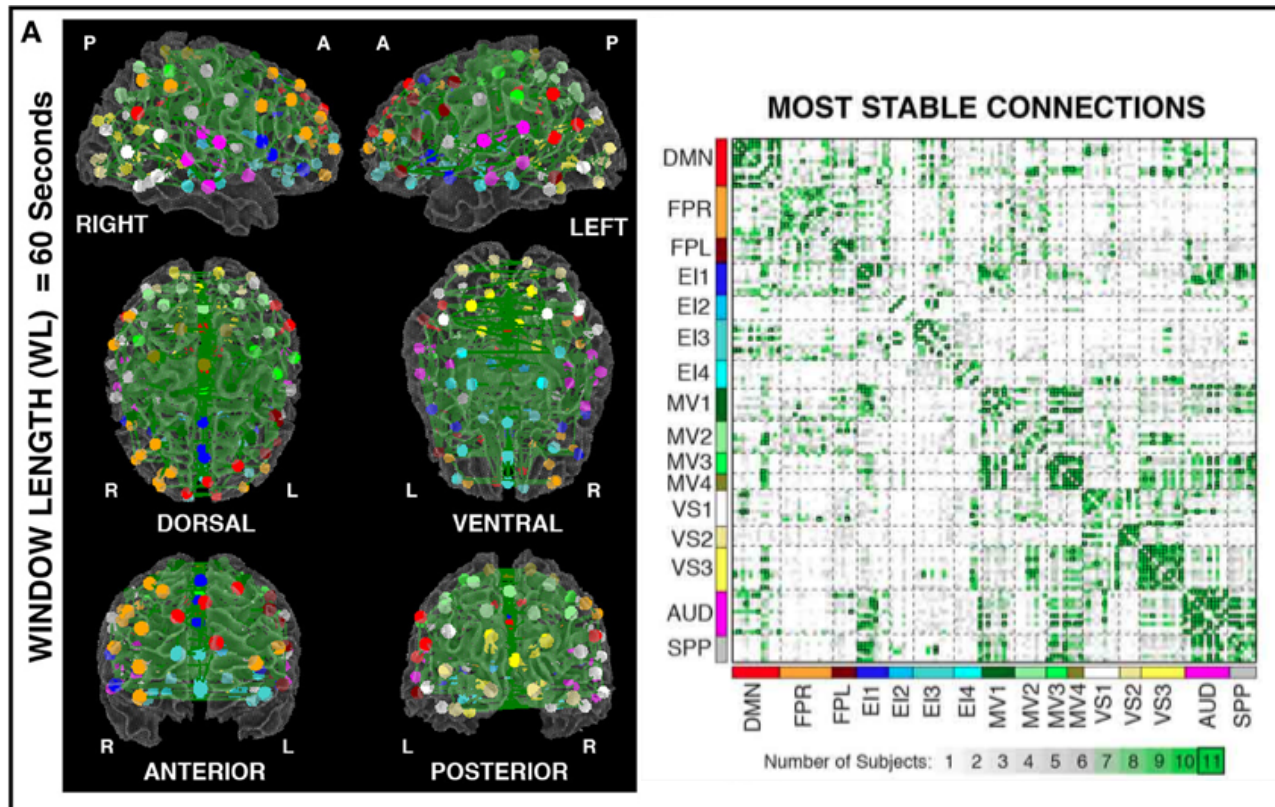 A
WINDOW LENGTH (WL) = 60 Seconds
P A A P
RIGHT LEFT
R L L R
DORSAL VENTRAL
R L L R
ANTERIOR POSTERIOR
MOST STABLE CONNECTIONS
DMN
FPR
FPL
EI1
EI2
EI3
EI4
MV1
MV2
MV3
MV4
VS1
VS2
VS3
AUD
SPP
DMN FPR FPL EI1 EI2 EI3 EI4 MV1 MV2 MV3 MV4 VS1 VS2 VS3 AUD SPP
Number of Subjects: 1 2 3 4 5 6 7 8 9 10 11